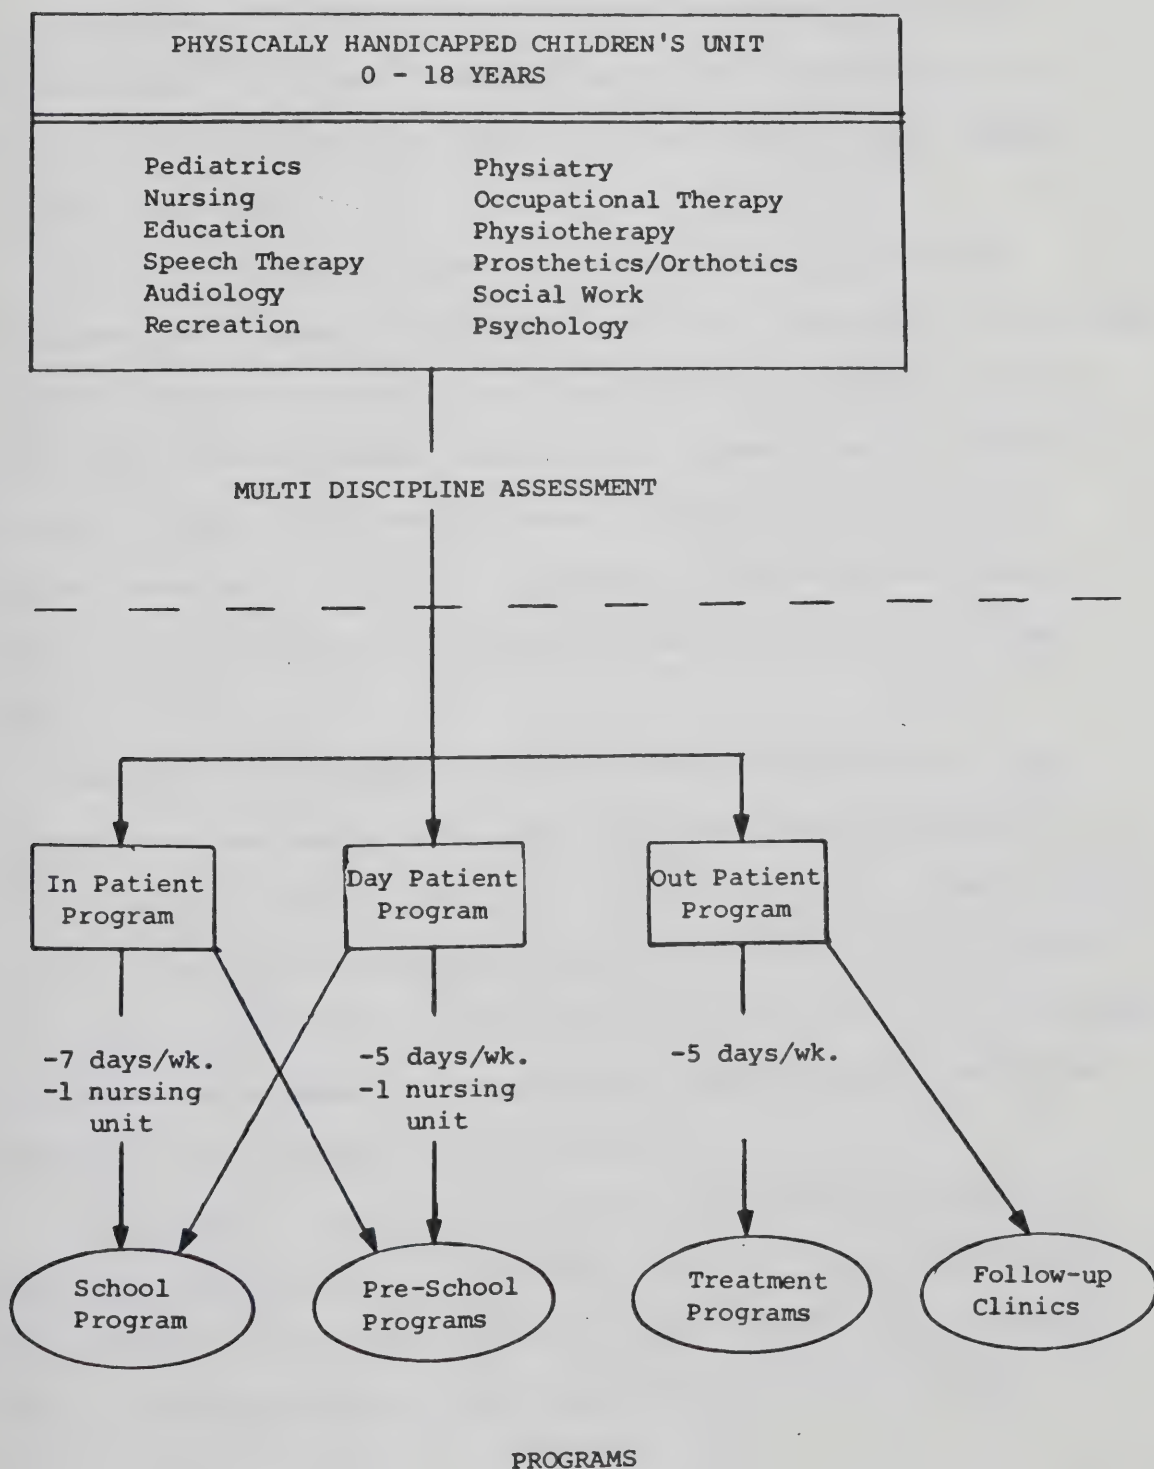 PHYSICALLY HANDICAPPED CHILDREN'S UNIT
0 - 18 YEARS
Pediatrics
Nursing
Education
Speech Therapy
Audiology
Recreation
Physiatry
Occupational Therapy
Physiotherapy
Prosthetics/Orthotics
Social Work
Psychology
MULTI DISCIPLINE ASSESSMENT
In Patient
Program
Day Patient
Program
Out Patient
Program
-7 days/wk.
-1 nursing
unit
-5 days/wk.
-1 nursing
unit
-5 days/wk.
School
Program
Pre-School
Programs
Treatment
Programs
Follow-up
Clinics
PROGRAMS